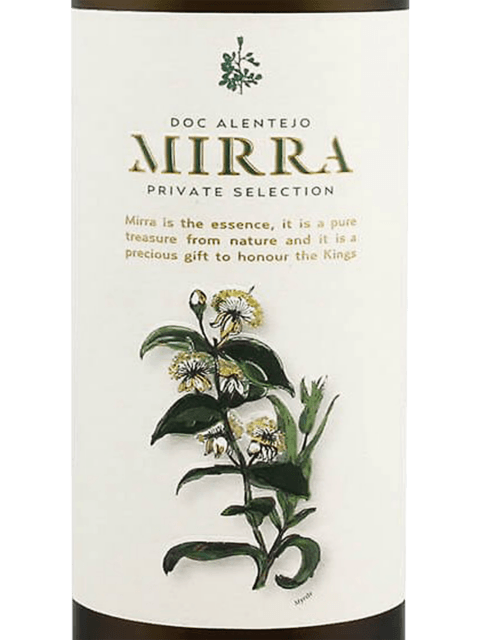 DOC ALENTEJO
MIRRA
PRIVATE SELECTION
Mirra is the essence, it is a pure
treasure from nature and it is a
precious gift to honour the Kings
Myrtle